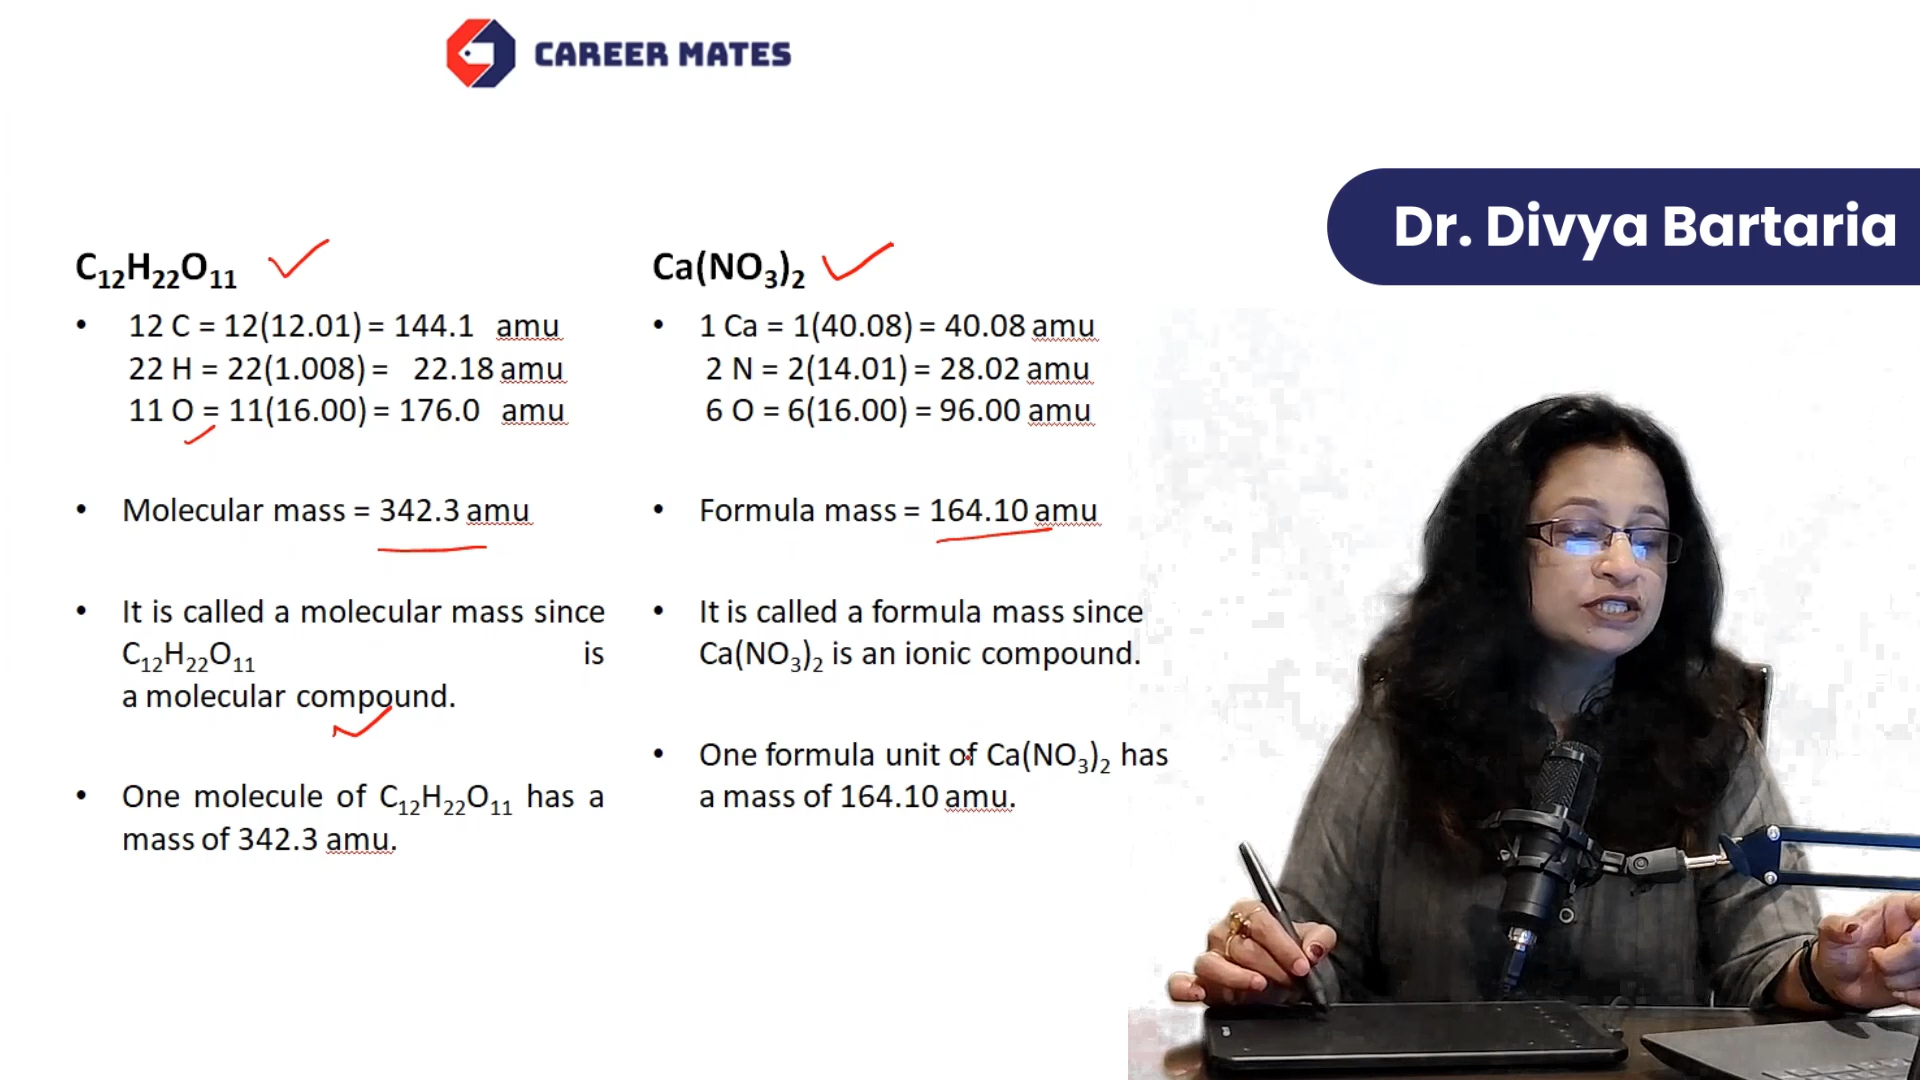 CAREER MATES
Dr. Divya Bartaria
C₁₂H₂₂O₁₁
• 12 C = 12(12.01) = 144.1 amu
22 H = 22(1.008) = 22.18 amu
11 O = 11(16.00) = 176.0 amu
• Molecular mass = 342.3 amu
• It is called a molecular mass since
C₁₂H₂₂O₁₁ is
a molecular compound.
• One molecule of C₁₂H₂₂O₁₁ has a
mass of 342.3 amu.
Ca(NO₃)₂
• 1 Ca = 1(40.08) = 40.08 amu
2 N = 2(14.01) = 28.02 amu
6 O = 6(16.00) = 96.00 amu
• Formula mass = 164.10 amu
• It is called a formula mass since
Ca(NO₃)₂ is an ionic compound.
• One formula unit of Ca(NO₃)₂ has
a mass of 164.10 amu.